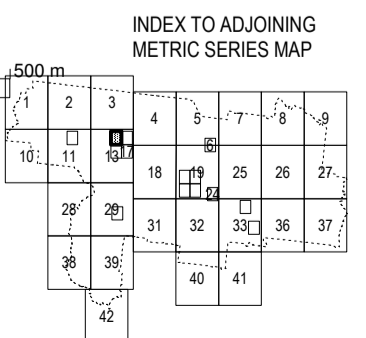 INDEX TO ADJOINING
METRIC SERIES MAP
500 m
1 2 3 4 5 7 8 9
6
10 11 13 17 18 19 25 26 27
24
28 29 31 32 33 36 37
38 39 40 41
42